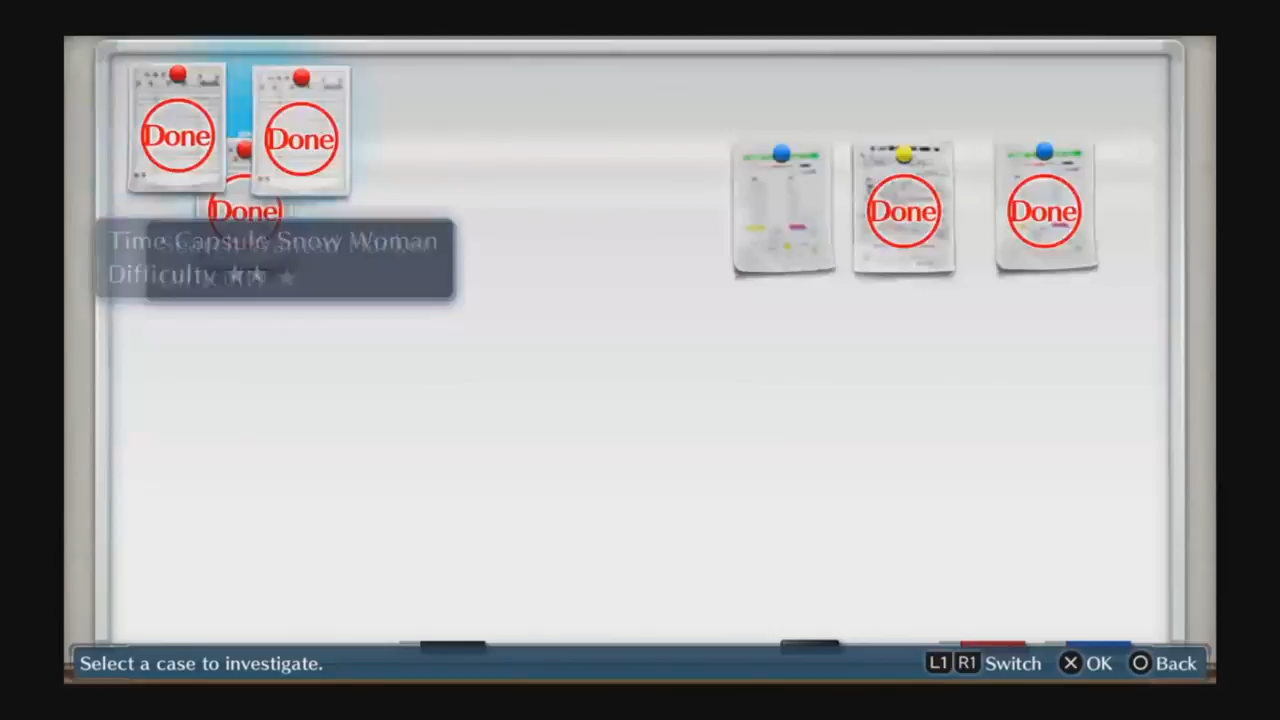 Done
Done
Done
Done
Done
Time Capsule Snow Woman
Difficulty ★★
Select a case to investigate.
L1 R1 Switch OK Back